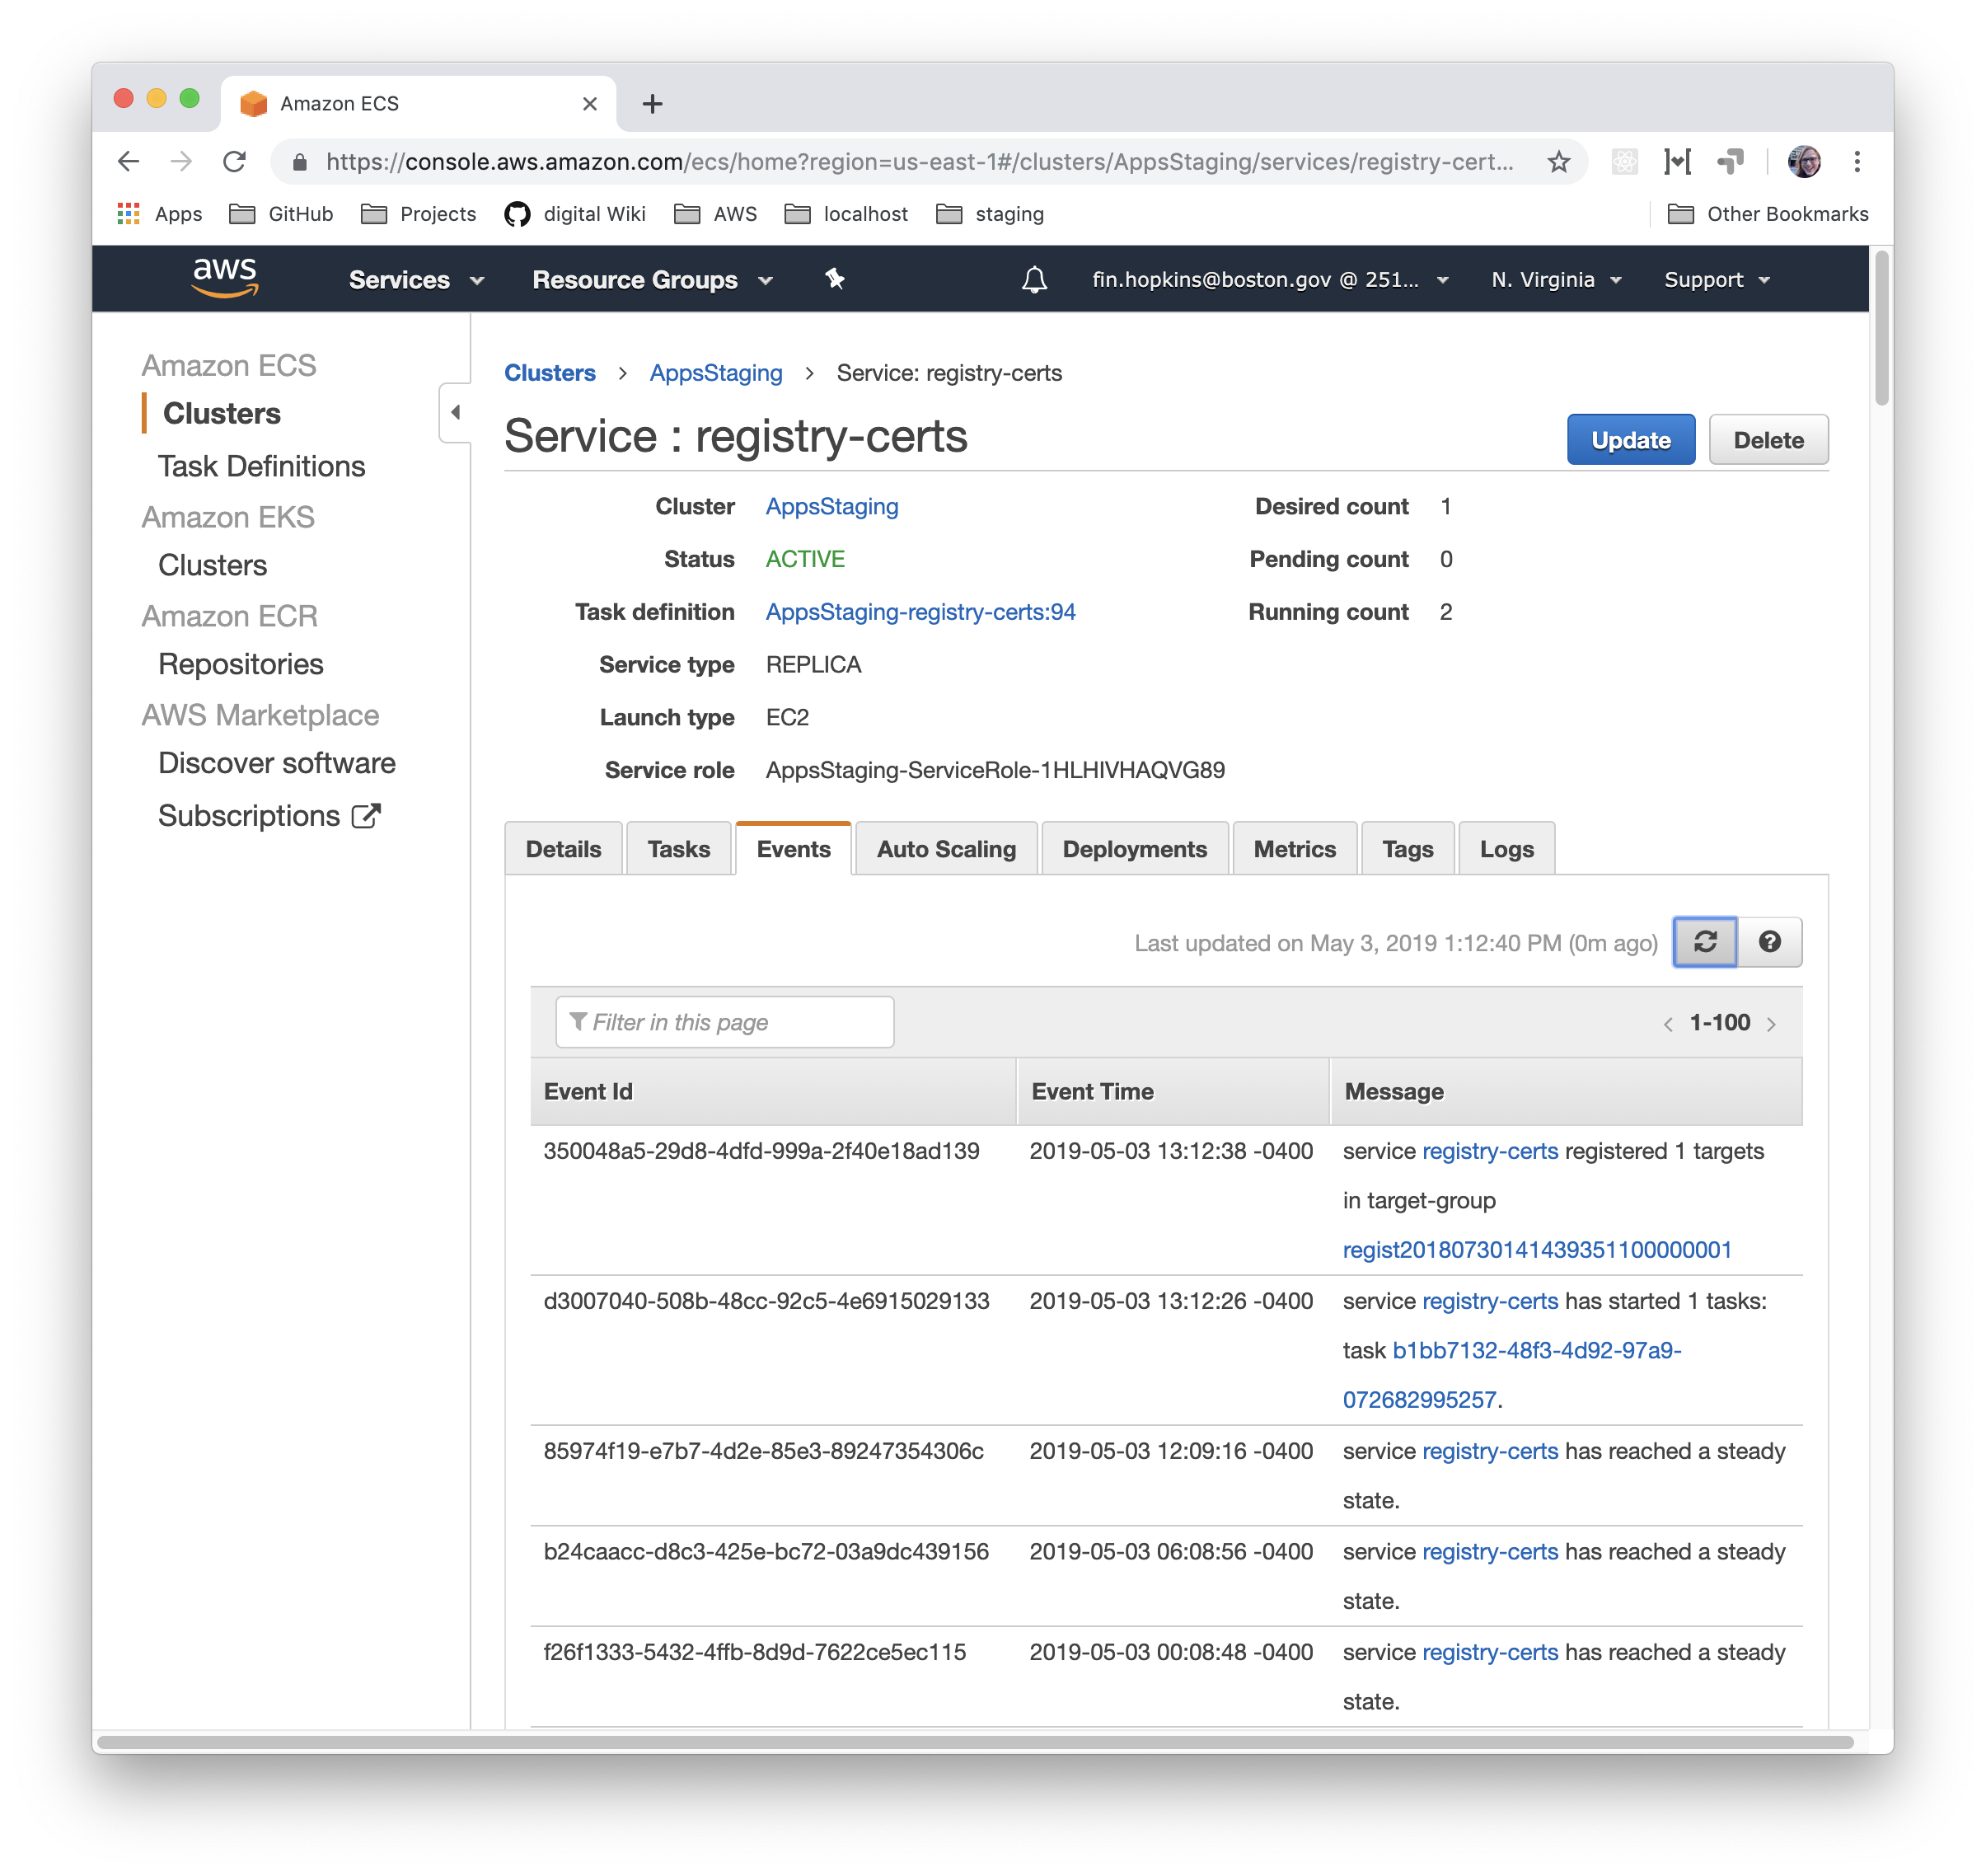 Amazon ECS
https://console.aws.amazon.com/ecs/home?region=us-east-1#/clusters/AppsStaging/services/registry-cert...
Apps GitHub Projects digital Wiki AWS localhost staging Other Bookmarks
aws Services Resource Groups fin.hopkins@boston.gov @ 251... N. Virginia Support
Amazon ECS
Clusters
Task Definitions
Amazon EKS
Clusters
Amazon ECR
Repositories
AWS Marketplace
Discover software
Subscriptions
Clusters > AppsStaging > Service: registry-certs
Service : registry-certs
Update Delete
Cluster AppsStaging Desired count 1
Status ACTIVE Pending count 0
Task definition AppsStaging-registry-certs:94 Running count 2
Service type REPLICA
Launch type EC2
Service role AppsStaging-ServiceRole-1HLHIVHAQVG89
Details Tasks Events Auto Scaling Deployments Metrics Tags Logs
Last updated on May 3, 2019 1:12:40 PM (0m ago)
Filter in this page < 1-100 >
Event Id Event Time Message
350048a5-29d8-4dfd-999a-2f40e18ad139 2019-05-03 13:12:38 -0400 service registry-certs registered 1 targets
in target-group
regist20180730141439351100000001
d3007040-508b-48cc-92c5-4e6915029133 2019-05-03 13:12:26 -0400 service registry-certs has started 1 tasks:
task b1bb7132-48f3-4d92-97a9-
072682995257.
85974f19-e7b7-4d2e-85e3-89247354306c 2019-05-03 12:09:16 -0400 service registry-certs has reached a steady
state.
b24caacc-d8c3-425e-bc72-03a9dc439156 2019-05-03 06:08:56 -0400 service registry-certs has reached a steady
state.
f26f1333-5432-4ffb-8d9d-7622ce5ec115 2019-05-03 00:08:48 -0400 service registry-certs has reached a steady
state.